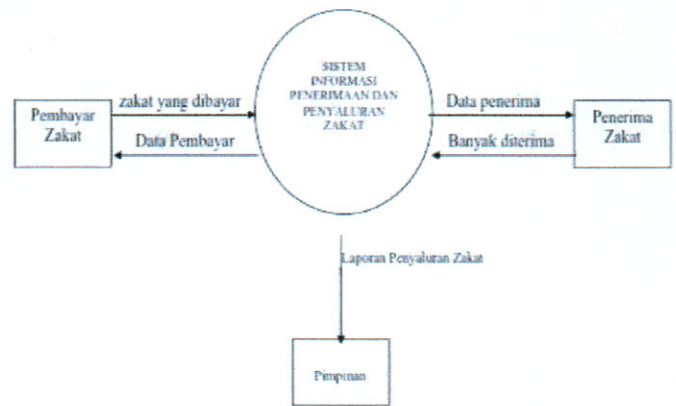 SISTEM
INFORMASI
PENERIMAAN DAN
PENYALURAN
ZAKAT
Pembayar
Zakat
zakat yang dibayar
Data Pembayar
Data penerima
Banyak diterima
Penerima
Zakat
Laporan Penyaluran Zakat
Pimpinan